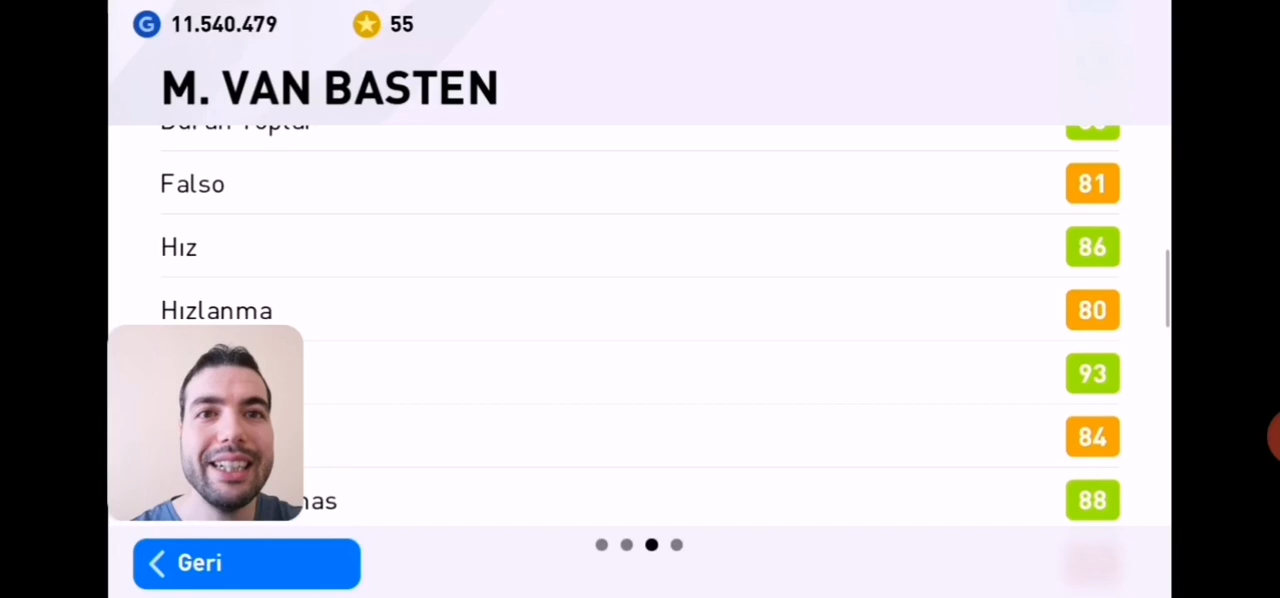 G 11.540.479 55
M. VAN BASTEN
Falso 81
Hız 86
Hızlanma 80
93
84
88
Geri